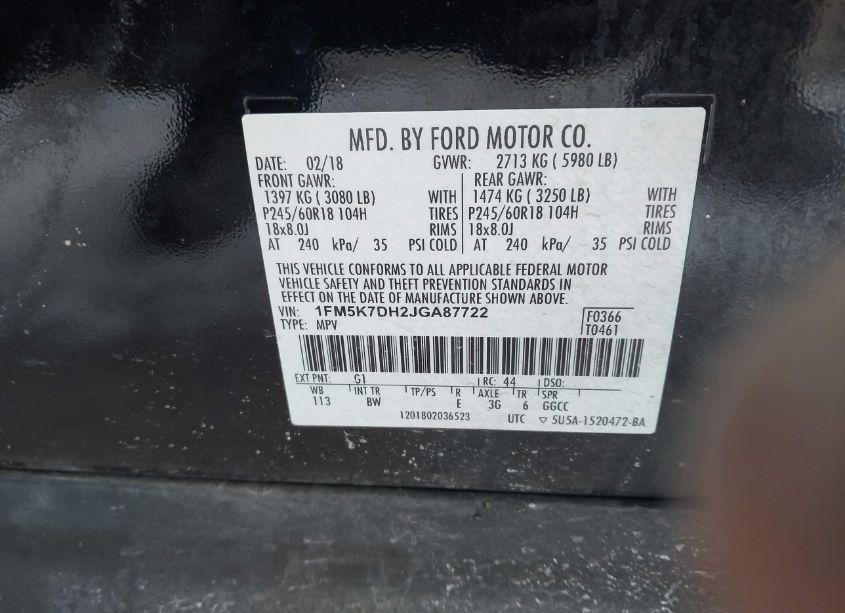 MFD. BY FORD MOTOR CO.
DATE: 02/18 GVWR: 2713 KG ( 5980 LB)
FRONT GAWR: REAR GAWR:
1397 KG ( 3080 LB) WITH 1474 KG ( 3250 LB) WITH
P245/60R18 104H TIRES P245/60R18 104H TIRES
18x8.0J RIMS 18x8.0J RIMS
AT 240 kPa/ 35 PSI COLD AT 240 kPa/ 35 PSI COLD
THIS VEHICLE CONFORMS TO ALL APPLICABLE FEDERAL MOTOR
VEHICLE SAFETY AND THEFT PREVENTION STANDARDS IN
EFFECT ON THE DATE OF MANUFACTURE SHOWN ABOVE.
VIN: 1FM5K7DH2JGA87722 F0366
TYPE: MPV T0461
EXT PNT: G1 RC: 44 DSO:
WB INT TR TP/PS R AXLE TR SPR
113 BW E 3G 6 GGCC
1201802036523 UTC ▽ 5U5A-1520472-BA